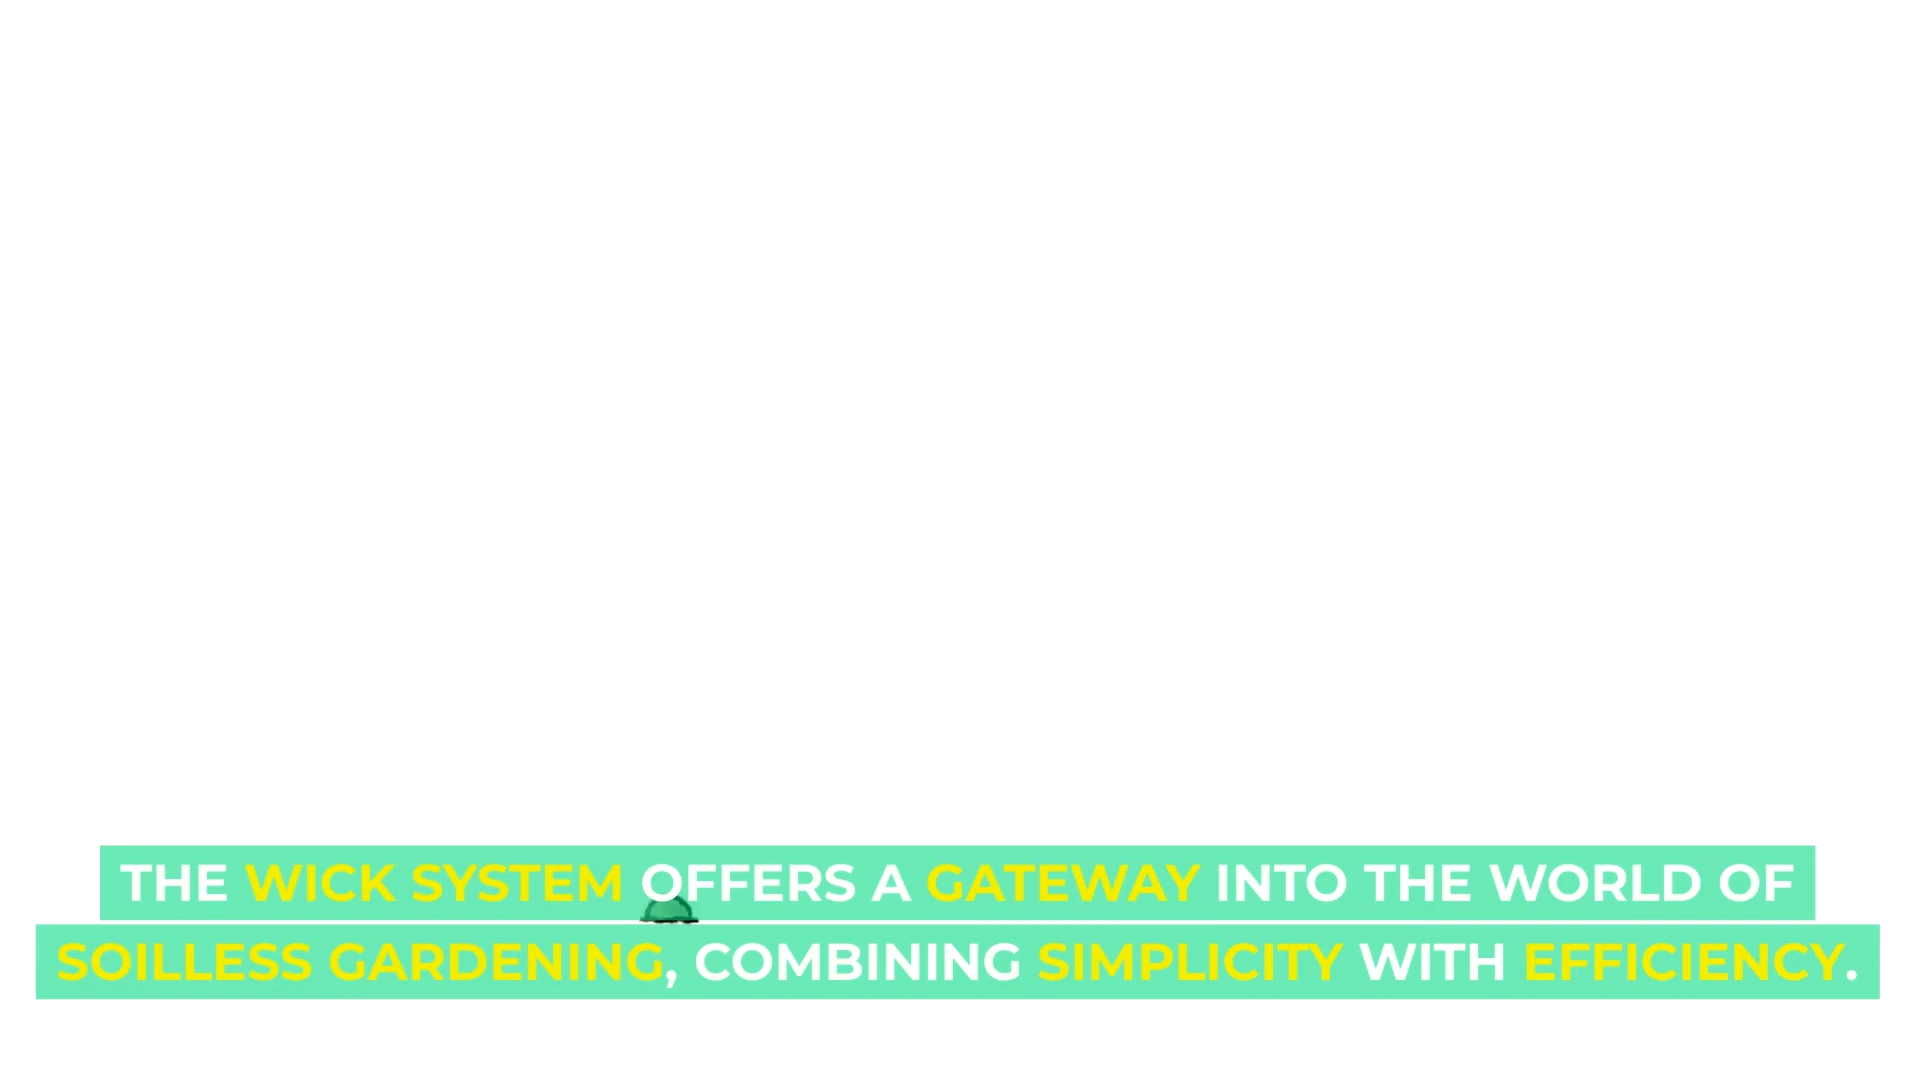 THE WICK SYSTEM OFFERS A GATEWAY INTO THE WORLD OF
SOILLESS GARDENING, COMBINING SIMPLICITY WITH EFFICIENCY.